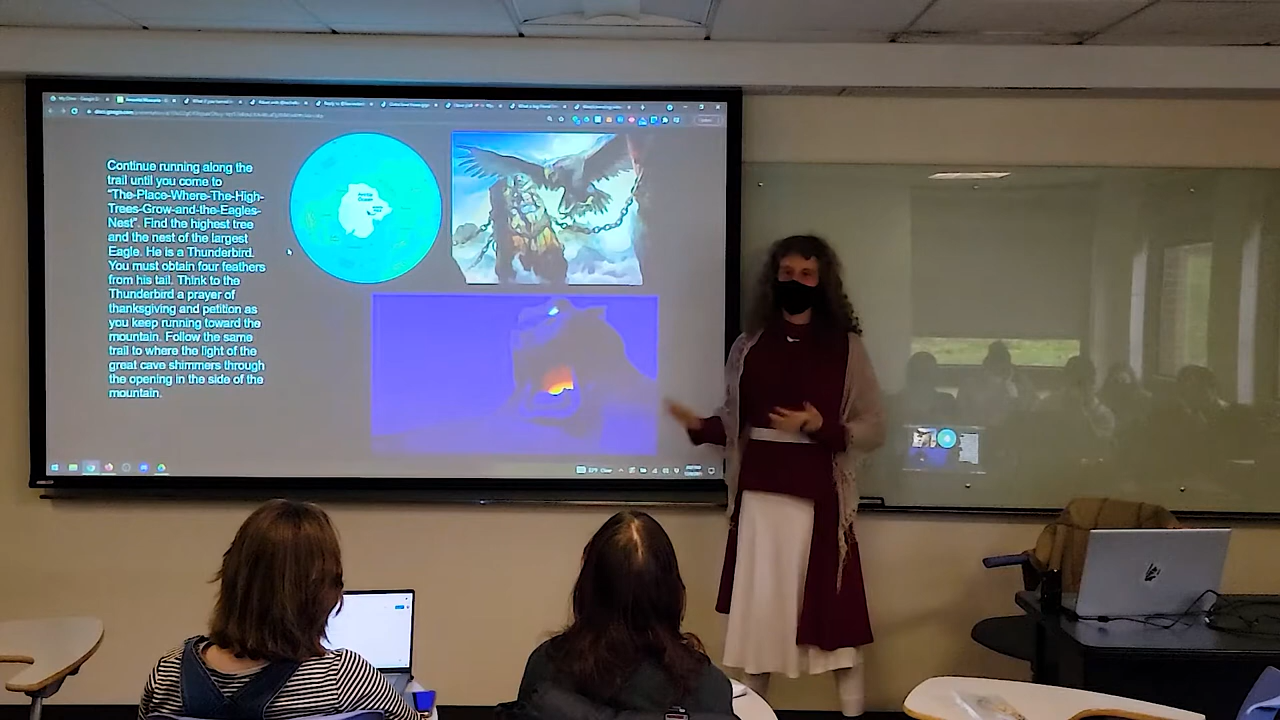 Continue running along the
trail until you come to
"The-Place-Where-The-High-
Trees-Grow-and-the-Eagles-
Nest". Find the highest tree
and the nest of the largest
Eagle. He is a Thunderbird.
You must obtain four feathers
from his tail. Think to the
Thunderbird a prayer of
thanksgiving and petition as
you keep running toward the
mountain. Follow the same
trail to where the light of the
great cave shimmers through
the opening in the side of the
mountain.